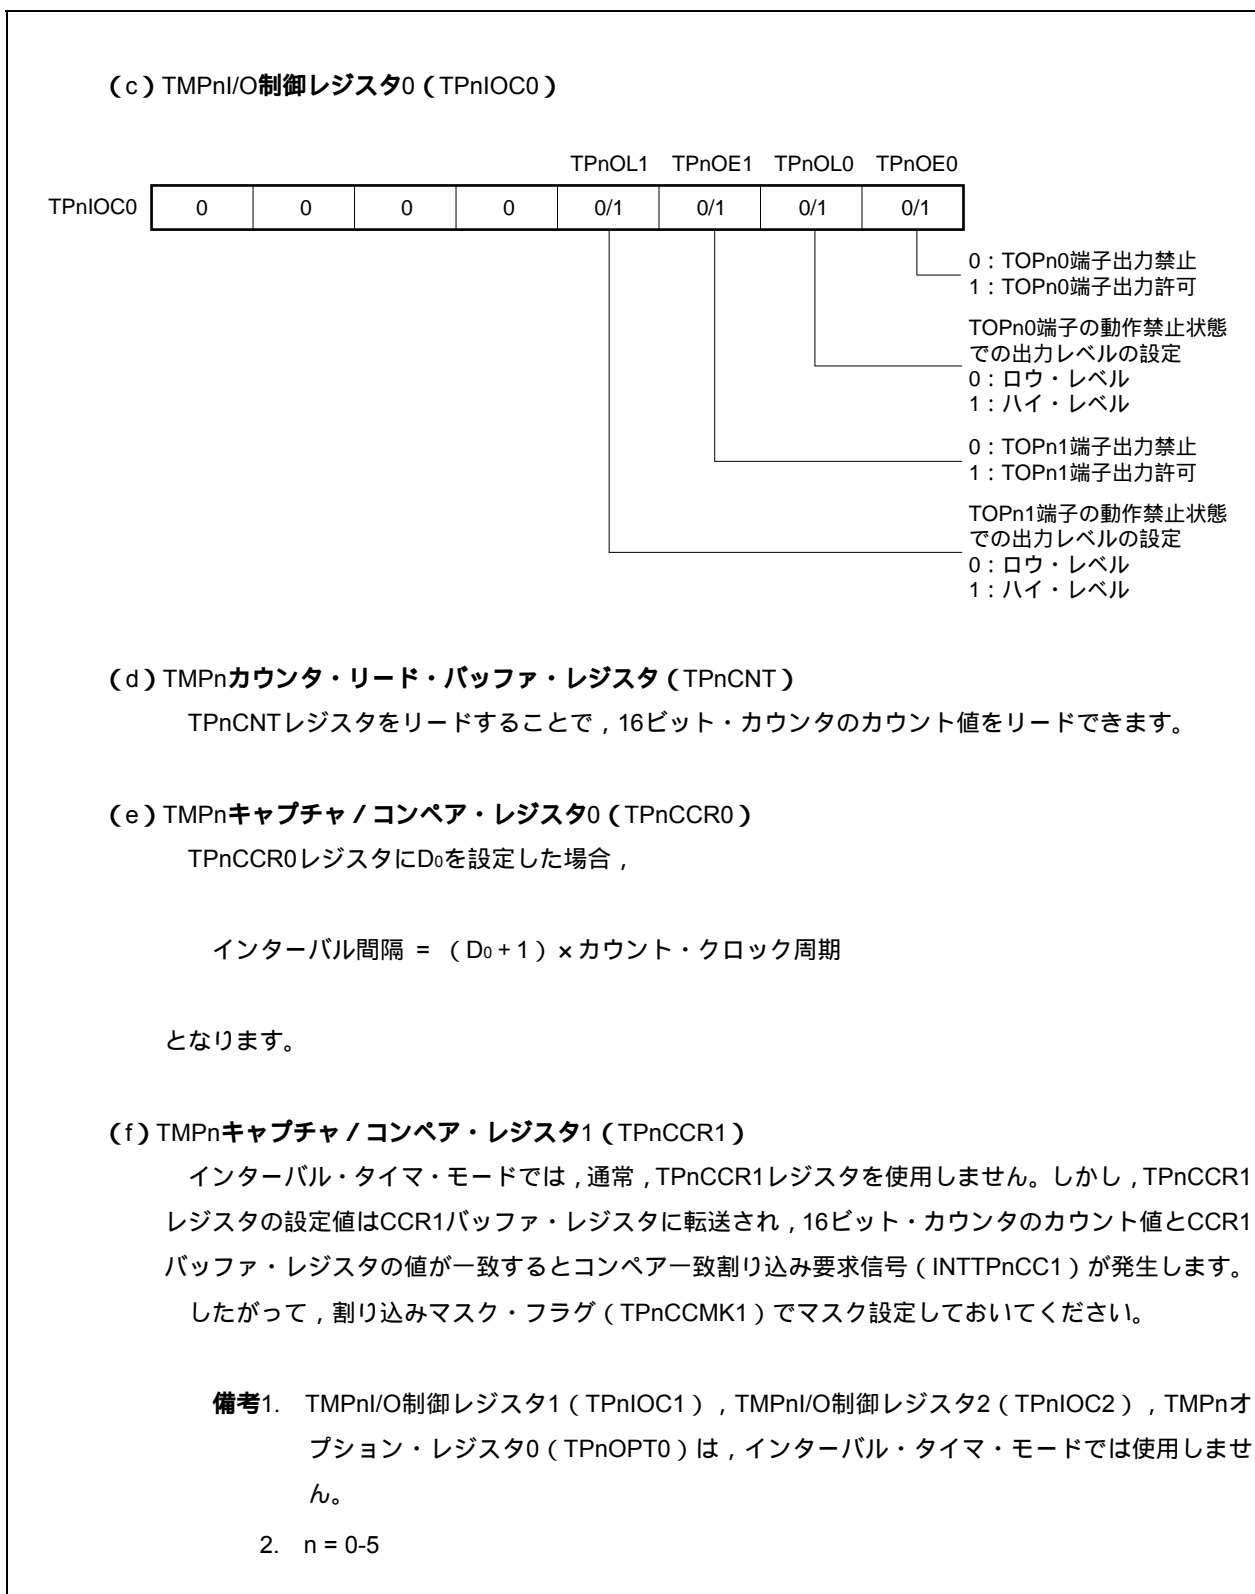 (c)TMPnI/O制御レジスタ0(TPnIOC0)
TPnOL1 TPnOE1 TPnOL0 TPnOE0
TPnIOC0 0 0 0 0 0/1 0/1 0/1 0/1
0:TOPn0端子出力禁止
1:TOPn0端子出力許可
TOPn0端子の動作禁止状態
での出力レベルの設定
0:ロウ・レベル
1:ハイ・レベル
0:TOPn1端子出力禁止
1:TOPn1端子出力許可
TOPn1端子の動作禁止状態
での出力レベルの設定
0:ロウ・レベル
1:ハイ・レベル
(d)TMPnカウンタ・リード・バッファ・レジスタ(TPnCNT)
TPnCNTレジスタをリードすることで,16ビット・カウンタのカウント値をリードできます。
(e)TMPnキャプチャ/コンペア・レジスタ0(TPnCCR0)
TPnCCR0レジスタにD₀を設定した場合,
インターバル間隔 = (D₀+1)×カウント・クロック周期
となります。
(f)TMPnキャプチャ/コンペア・レジスタ1(TPnCCR1)
インターバル・タイマ・モードでは,通常,TPnCCR1レジスタを使用しません。しかし,TPnCCR1
レジスタの設定値はCCR1バッファ・レジスタに転送され,16ビット・カウンタのカウント値とCCR1
バッファ・レジスタの値が一致するとコンペア一致割り込み要求信号(INTTPnCC1)が発生します。
したがって,割り込みマスク・フラグ(TPnCCMK1)でマスク設定しておいてください。
備考1. TMPnI/O制御レジスタ1(TPnIOC1),TMPnI/O制御レジスタ2(TPnIOC2),TMPnオ
プション・レジスタ0(TPnOPT0)は,インターバル・タイマ・モードでは使用しませ
ん。
2. n = 0-5